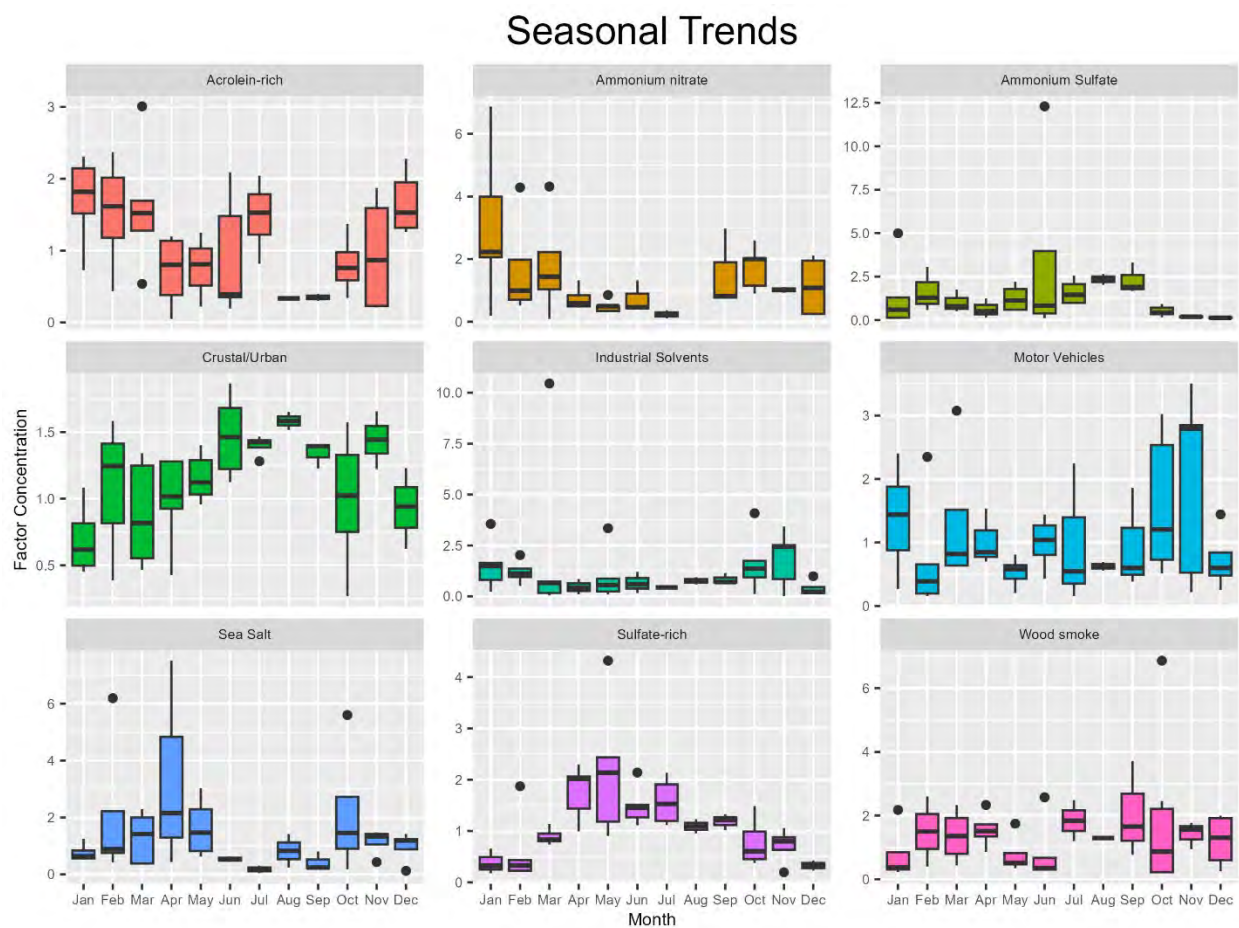 Seasonal Trends
Acrolein-rich
Ammonium nitrate
Ammonium Sulfate
3
2
1
0
6
4
2
0
12.5
10.0
7.5
5.0
2.5
0.0
Crustal/Urban
Industrial Solvents
Motor Vehicles
1.5
1.0
0.5
10.0
7.5
5.0
2.5
0.0
3
2
1
0
Factor Concentration
Sea Salt
Sulfate-rich
Wood smoke
6
4
2
0
4
3
2
1
0
6
4
2
0
Jan Feb Mar Apr May Jun Jul Aug Sep Oct Nov Dec
Jan Feb Mar Apr May Jun Jul Aug Sep Oct Nov Dec
Jan Feb Mar Apr May Jun Jul Aug Sep Oct Nov Dec
Month